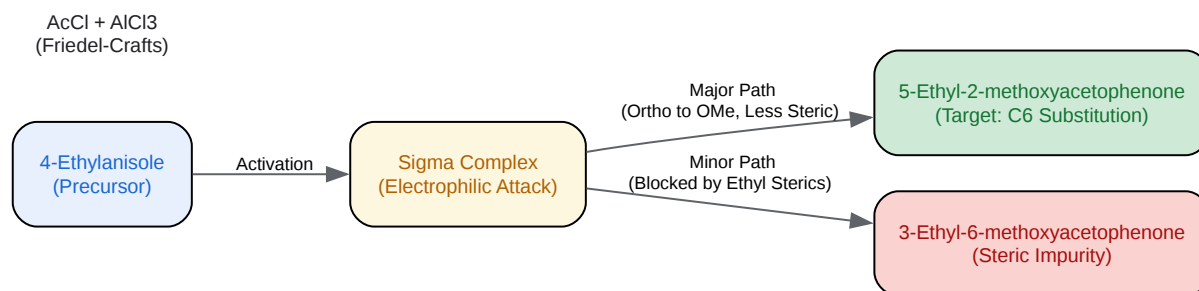 AcCl + AlCl3
(Friedel-Crafts)
4-Ethylanisole
(Precursor)
Activation
Sigma Complex
(Electrophilic Attack)
Major Path
(Ortho to OMe, Less Steric)
Minor Path
(Blocked by Ethyl Sterics)
5-Ethyl-2-methoxyacetophenone
(Target: C6 Substitution)
3-Ethyl-6-methoxyacetophenone
(Steric Impurity)